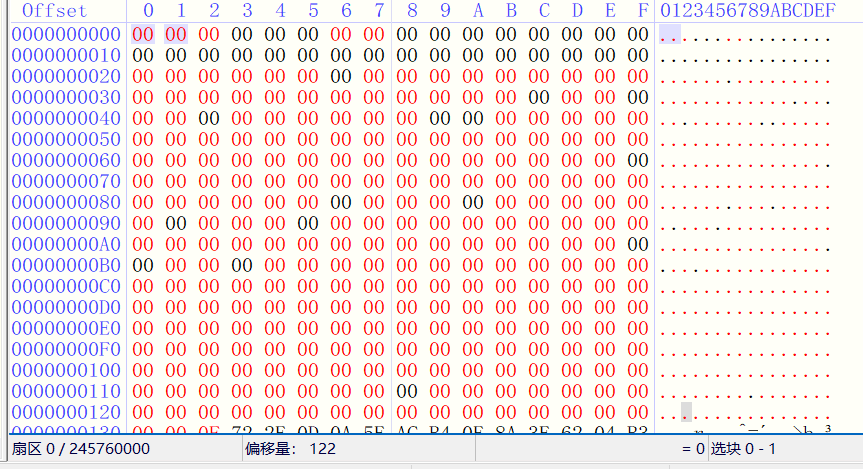 Offset 0 1 2 3 4 5 6 7 8 9 A B C D E F 0123456789ABCDEF
0000000000 00 00 00 00 00 00 00 00 00 00 00 00 00 00 00 00 ................
0000000010 00 00 00 00 00 00 00 00 00 00 00 00 00 00 00 00 ................
0000000020 00 00 00 00 00 00 00 00 00 00 00 00 00 00 00 00 ................
0000000030 00 00 00 00 00 00 00 00 00 00 00 00 00 00 00 00 ................
0000000040 00 00 00 00 00 00 00 00 00 00 00 00 00 00 00 00 ................
0000000050 00 00 00 00 00 00 00 00 00 00 00 00 00 00 00 00 ................
0000000060 00 00 00 00 00 00 00 00 00 00 00 00 00 00 00 00 ................
0000000070 00 00 00 00 00 00 00 00 00 00 00 00 00 00 00 00 ................
0000000080 00 00 00 00 00 00 00 00 00 00 00 00 00 00 00 00 ................
0000000090 00 00 00 00 00 00 00 00 00 00 00 00 00 00 00 00 ................
00000000A0 00 00 00 00 00 00 00 00 00 00 00 00 00 00 00 00 ................
00000000B0 00 00 00 00 00 00 00 00 00 00 00 00 00 00 00 00 ................
00000000C0 00 00 00 00 00 00 00 00 00 00 00 00 00 00 00 00 ................
00000000D0 00 00 00 00 00 00 00 00 00 00 00 00 00 00 00 00 ................
00000000E0 00 00 00 00 00 00 00 00 00 00 00 00 00 00 00 00 ................
00000000F0 00 00 00 00 00 00 00 00 00 00 00 00 00 00 00 00 ................
0000000100 00 00 00 00 00 00 00 00 00 00 00 00 00 00 00 00 ................
0000000110 00 00 00 00 00 00 00 00 00 00 00 00 00 00 00 00 ................
0000000120 00 00 00 00 00 00 00 00 00 00 00 00 00 00 00 00 ................
0000000130 00 00
扇区 0 / 245760000 偏移量: 122 = 0 选块 0 - 1